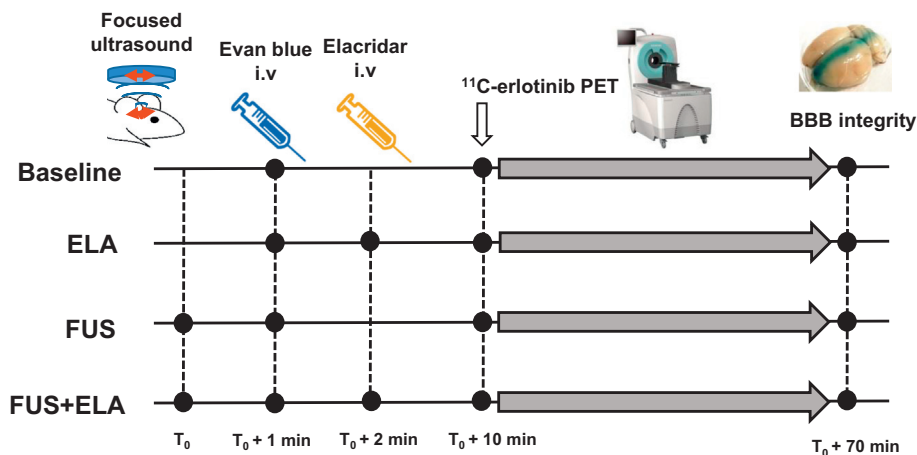 Focused
ultrasound
Evan blue
i.v
Elacridar
i.v
¹¹C-erlotinib PET
BBB integrity
Baseline
ELA
FUS
FUS+ELA
T₀
T₀ + 1 min
T₀ + 2 min
T₀ + 10 min
T₀ + 70 min